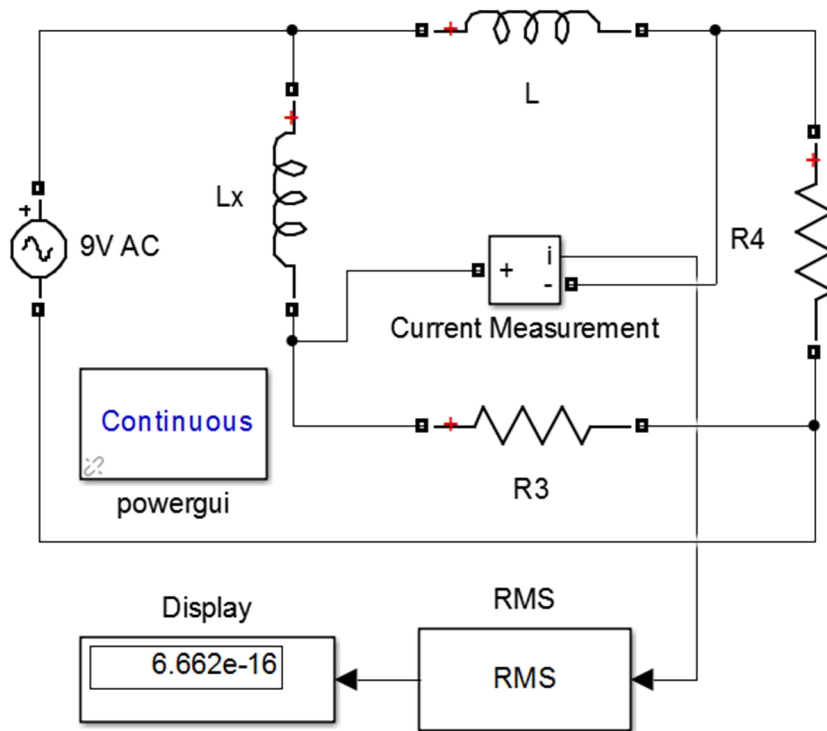 +
L
+
Lx
+
9V AC
+
i
-
+
R4
Current Measurement
Continuous
powergui
+
R3
Display
RMS
6.662e-16
RMS